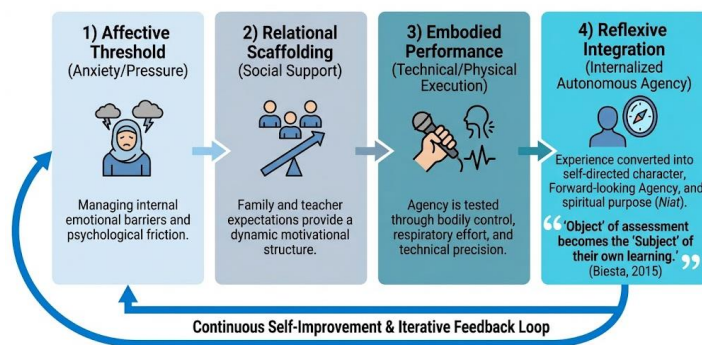 1) Affective
Threshold
(Anxiety/Pressure)
Managing internal
emotional barriers and
psychological friction.
2) Relational
Scaffolding
(Social Support)
Family and teacher
expectations provide a
dynamic motivational
structure.
3) Embodied
Performance
(Technical/Physical
Execution)
Agency is tested
through bodily control,
respiratory effort, and
technical precision.
4) Reflexive
Integration
(Internalized
Autonomous Agency)
Experience converted into
self-directed character,
Forward-looking Agency, and
spiritual purpose (Niat).
“‘Object’ of assessment
becomes the ‘Subject’ of
their own learning.’
(Biesta, 2015) ”
Continuous Self-Improvement & Iterative Feedback Loop